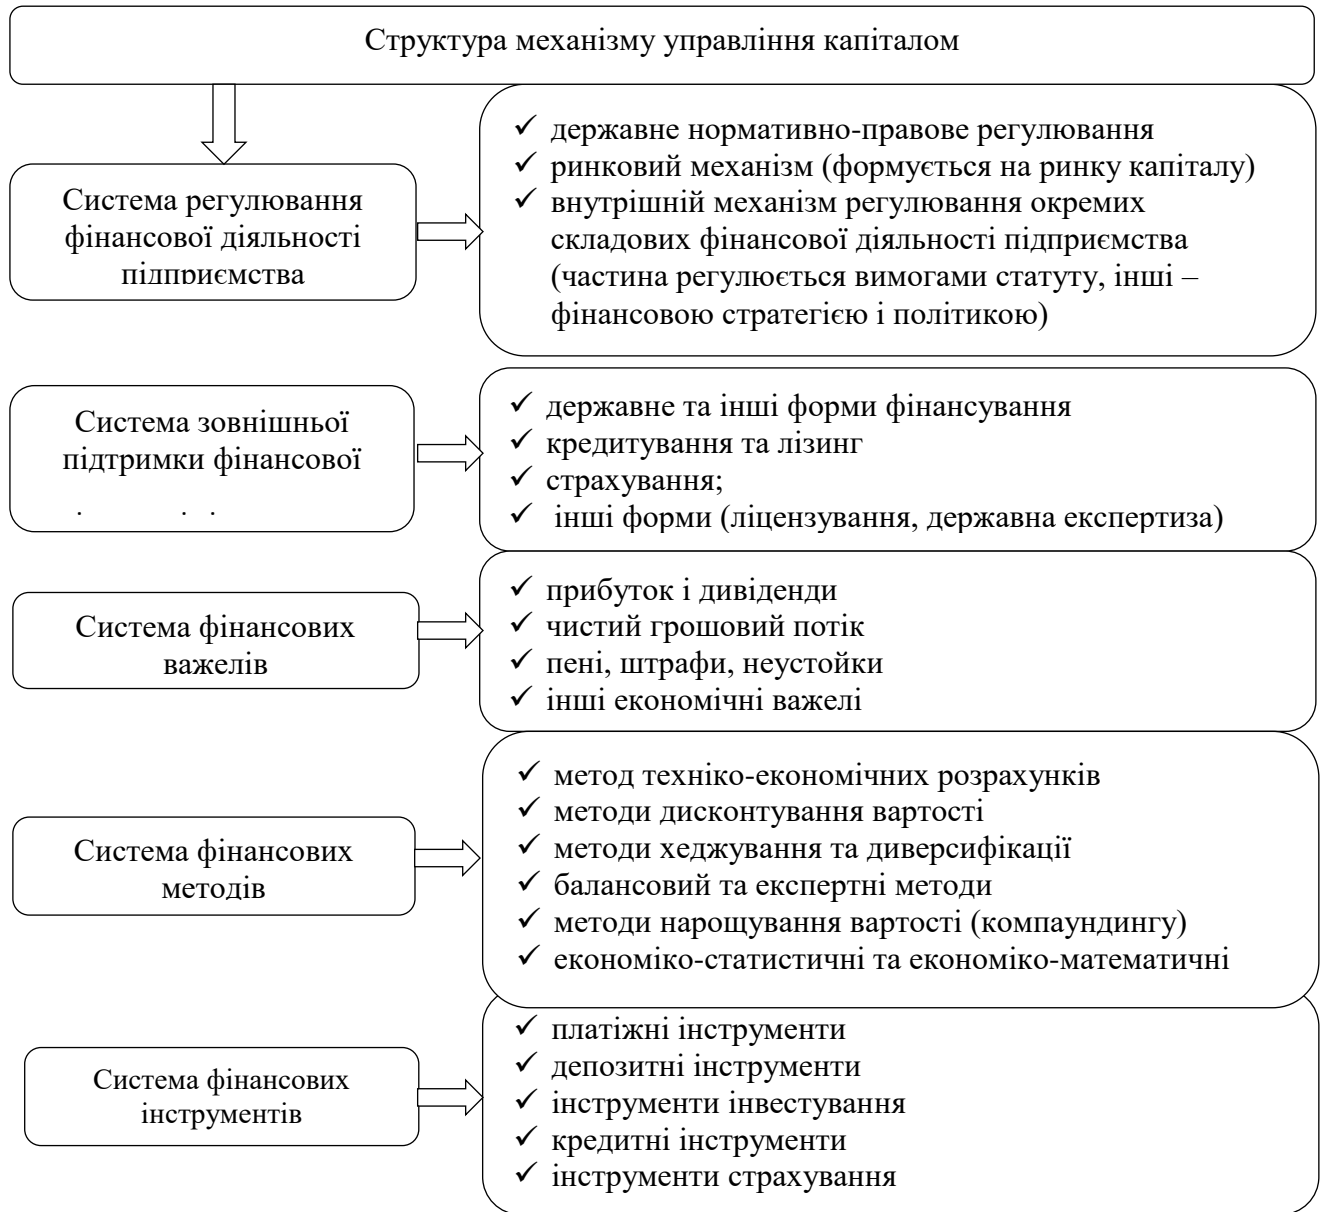 Структура механізму управління капіталом
Система регулювання
фінансової діяльності
підприємства
✓ державне нормативно-правове регулювання
✓ ринковий механізм (формується на ринку капіталу)
✓ внутрішній механізм регулювання окремих
складових фінансової діяльності підприємства
(частина регулюється вимогами статуту, інші –
фінансовою стратегією і політикою)
Система зовнішньої
підтримки фінансової
✓ державне та інші форми фінансування
✓ кредитування та лізинг
✓ страхування;
✓ інші форми (ліцензування, державна експертиза)
Система фінансових
важелів
✓ прибуток і дивіденди
✓ чистий грошовий потік
✓ пені, штрафи, неустойки
✓ інші економічні важелі
Система фінансових
методів
✓ метод техніко-економічних розрахунків
✓ методи дисконтування вартості
✓ методи хеджування та диверсифікації
✓ балансовий та експертні методи
✓ методи нарощування вартості (компаундингу)
✓ економіко-статистичні та економіко-математичні
Система фінансових
інструментів
✓ платіжні інструменти
✓ депозитні інструменти
✓ інструменти інвестування
✓ кредитні інструменти
✓ інструменти страхування